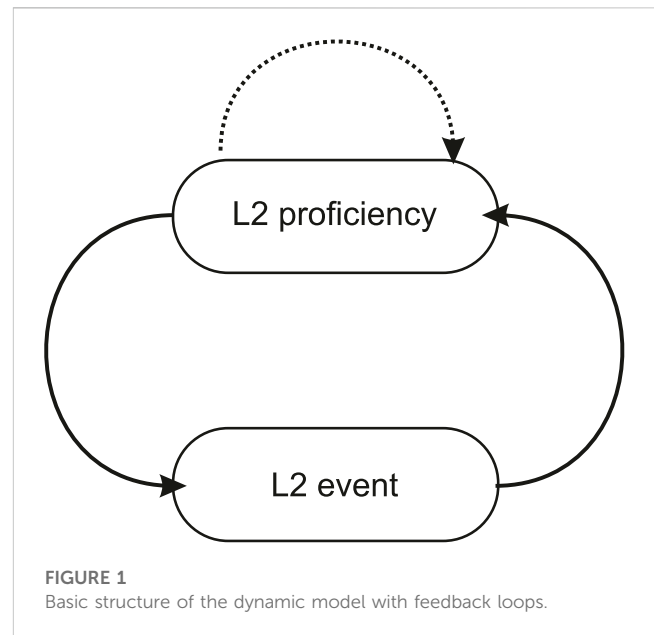 L2 proficiency
L2 event
FIGURE 1
Basic structure of the dynamic model with feedback loops.